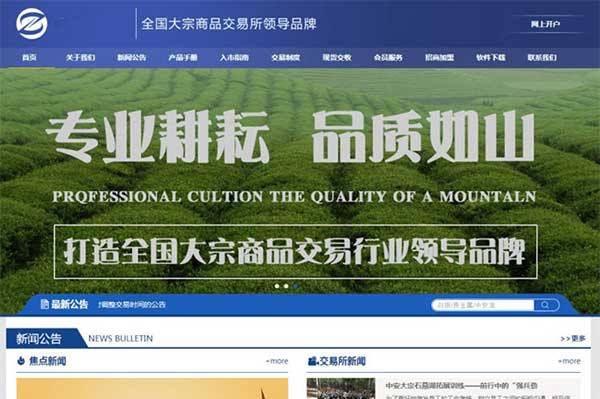 全国大宗商品交易所领导品牌
网上开户
首页 关于我们 新闻公告 产品手册 入市指南 交易制度 现货交收 会员服务 招商加盟 软件下载 联系我们
专业耕耘 品质如山
PRQFESSIONAL CULTION THE QUALITY OF A MOUNTALN
打造全国大宗商品交易行业领导品牌
最新公告 调整交易时间的公告
新闻公告 NEWS BULLETIN >>更多
焦点新闻 +more
交易所新闻 +more
中安大宗石墓湖拓展训练——前行中的“强兵劲